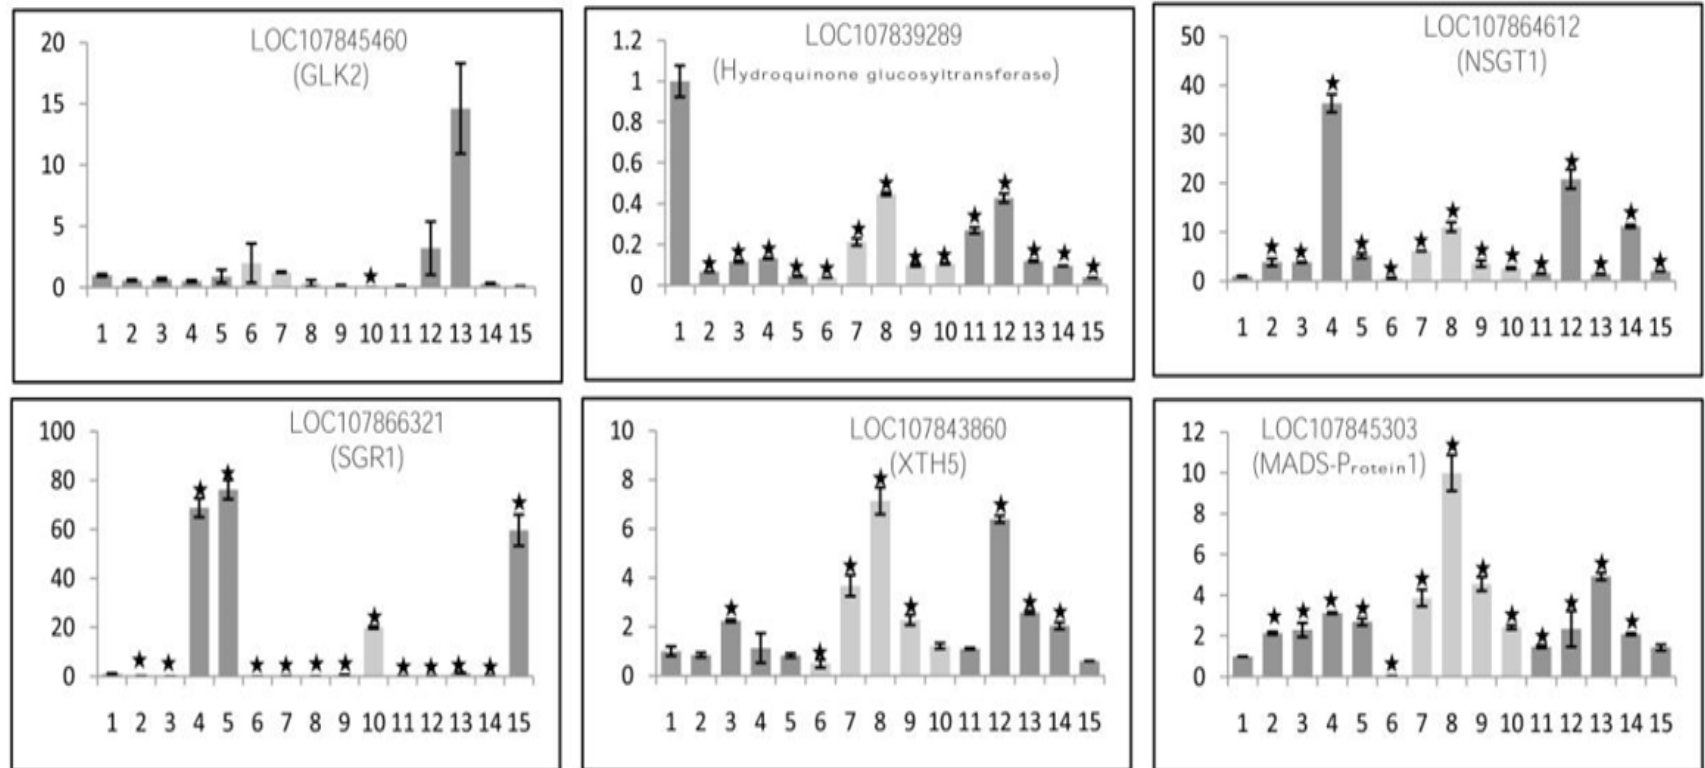 LOC107845460
(GLK2)
20
15
10
5
0
1 2 3 4 5 6 7 8 9 10 11 12 13 14 15
LOC107839289
(Hydroquinone glucosyltransferase)
1.2
1
0.8
0.6
0.4
0.2
0
1 2 3 4 5 6 7 8 9 10 11 12 13 14 15
LOC107864612
(NSGT1)
50
40
30
20
10
0
1 2 3 4 5 6 7 8 9 10 11 12 13 14 15
LOC107866321
(SGR1)
100
80
60
40
20
0
1 2 3 4 5 6 7 8 9 10 11 12 13 14 15
LOC107843860
(XTH5)
10
8
6
4
2
0
1 2 3 4 5 6 7 8 9 10 11 12 13 14 15
LOC107845303
(MADS-Protein1)
12
10
8
6
4
2
0
1 2 3 4 5 6 7 8 9 10 11 12 13 14 15